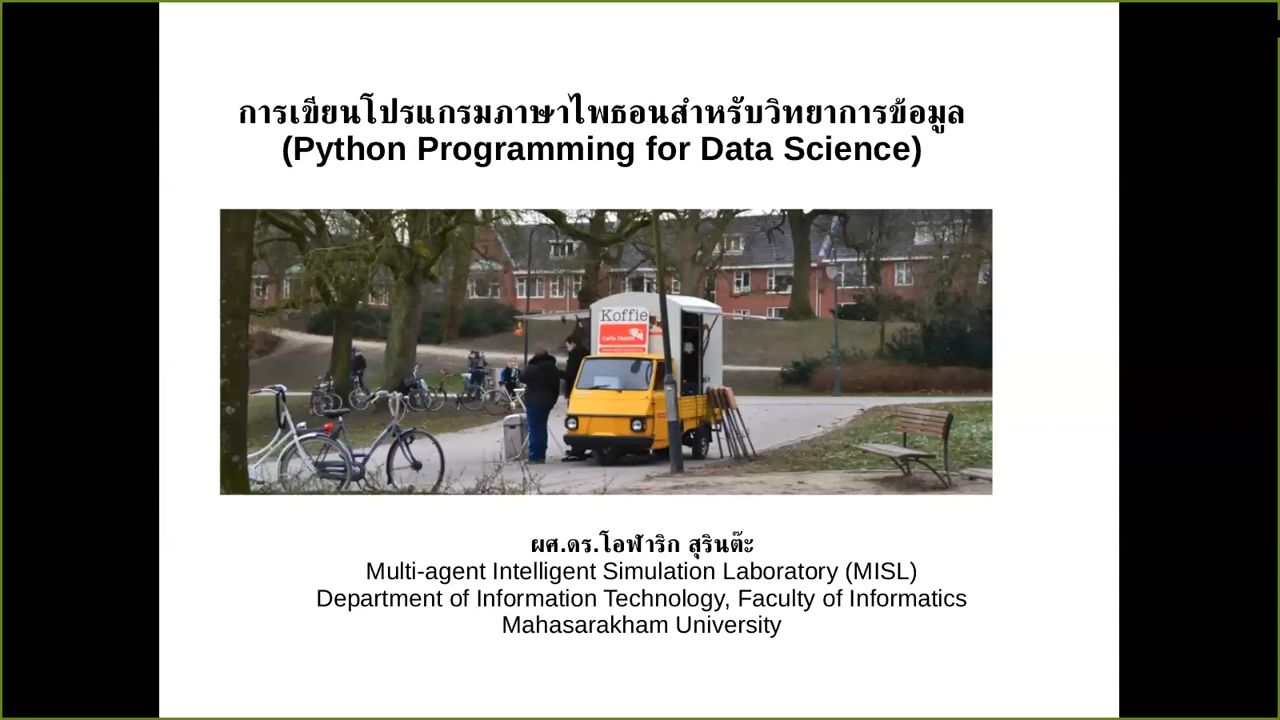 การเขียนโปรแกรมภาษาไพธอนสำหรับวิทยาการข้อมูล
(Python Programming for Data Science)
Koffie
ผศ.ดร.โอฬาริก สุรินต๊ะ
Multi-agent Intelligent Simulation Laboratory (MISL)
Department of Information Technology, Faculty of Informatics
Mahasarakham University